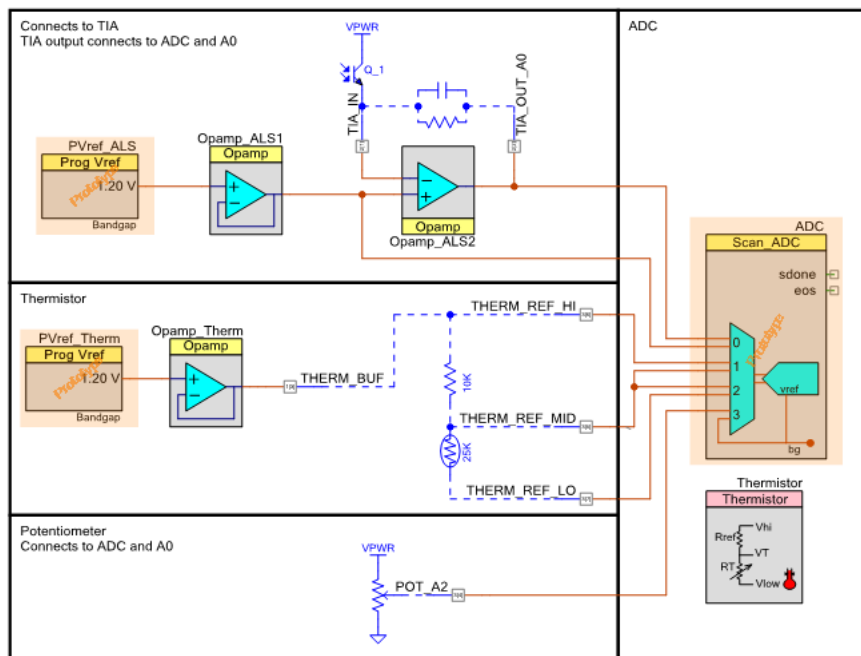 Connects to TIA
TIA output connects to ADC and A0
VPWR
Q_1
TIA_IN
TIA_OUT_A0
PVref_ALS
Prog Vref
1.20 V
Prototype
Bandgap
Opamp_ALS1
Opamp
Opamp
Opamp_ALS2
ADC
ADC
Scan_ADC
sdone
eos
Prototype
0
1
2
3
vref
bg
Thermistor
PVref_Therm
Prog Vref
1.20 V
Prototype
Bandgap
Opamp_Therm
Opamp
THERM_BUF
THERM_REF_HI
10K
THERM_REF_MID
25K
THERM_REF_LO
Thermistor
Thermistor
Rref
Vhi
VT
RT
Vlow
Potentiometer
Connects to ADC and A0
VPWR
POT_A2